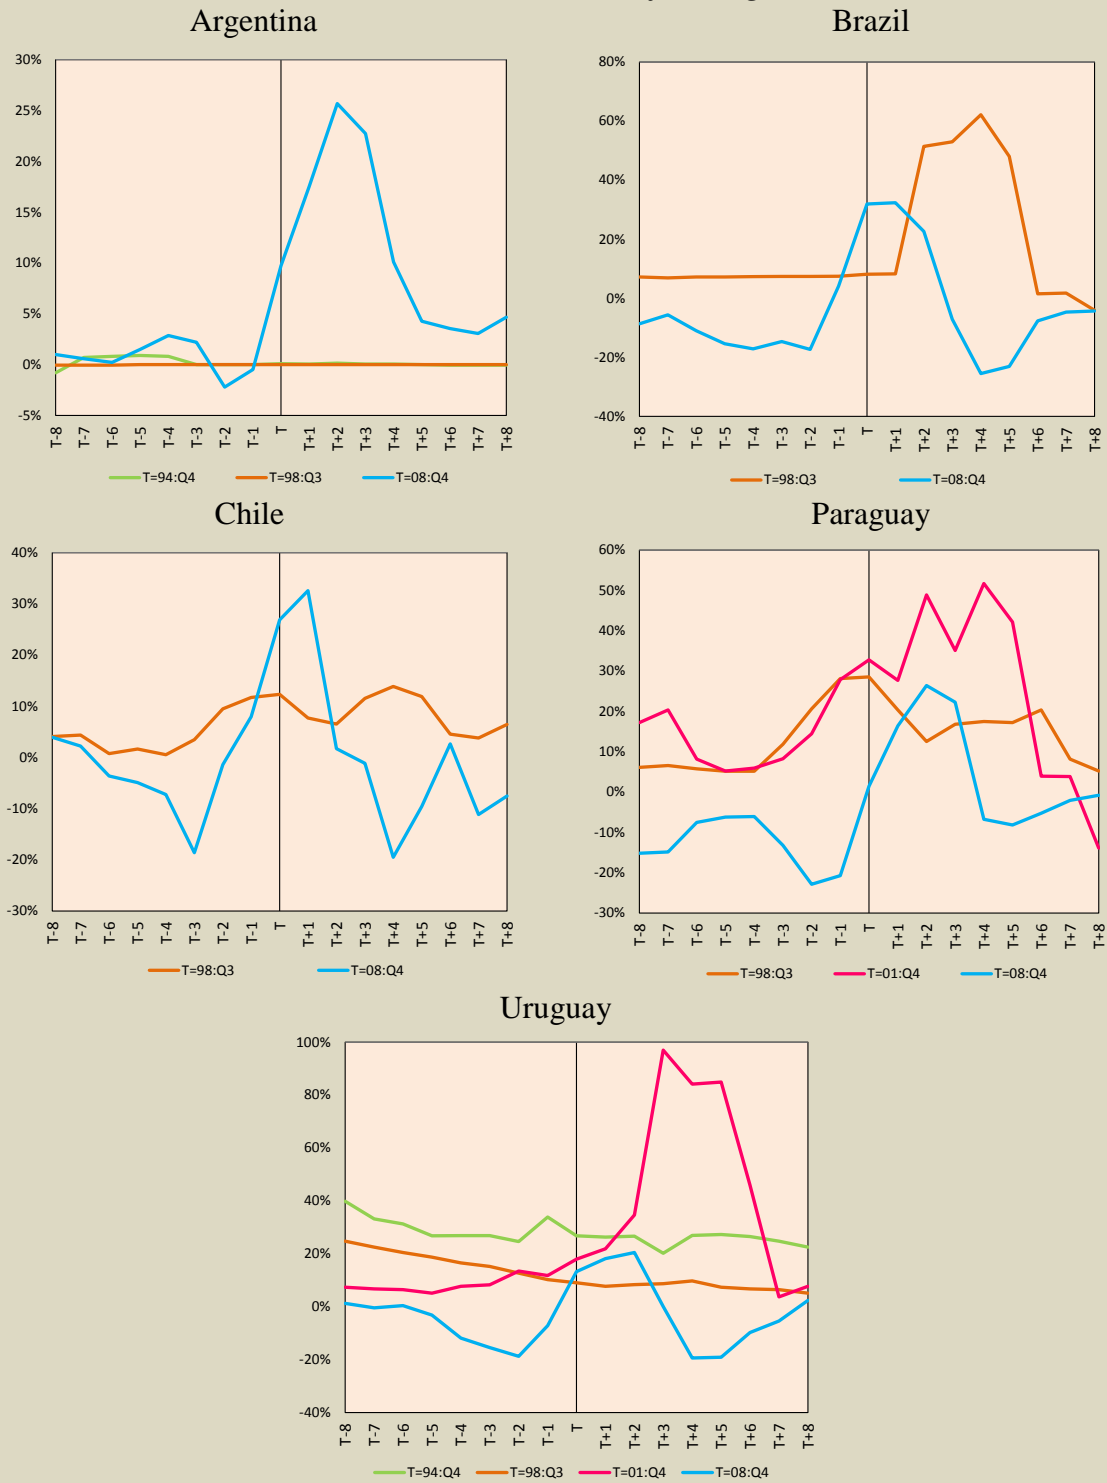 Argentina
30%
25%
20%
15%
10%
5%
0%
-5%
T-8 T-7 T-6 T-5 T-4 T-3 T-2 T-1 T T+1 T+2 T+3 T+4 T+5 T+6 T+7 T+8
T=94:Q4 T=98:Q3 T=08:Q4
Brazil
80%
60%
40%
20%
0%
-20%
-40%
T-8 T-7 T-6 T-5 T-4 T-3 T-2 T-1 T T+1 T+2 T+3 T+4 T+5 T+6 T+7 T+8
T=98:Q3 T=08:Q4
Chile
40%
30%
20%
10%
0%
-10%
-20%
-30%
T-8 T-7 T-6 T-5 T-4 T-3 T-2 T-1 T T+1 T+2 T+3 T+4 T+5 T+6 T+7 T+8
T=98:Q3 T=08:Q4
Paraguay
60%
50%
40%
30%
20%
10%
0%
-10%
-20%
-30%
T-8 T-7 T-6 T-5 T-4 T-3 T-2 T-1 T T+1 T+2 T+3 T+4 T+5 T+6 T+7 T+8
T=98:Q3 T=01:Q4 T=08:Q4
Uruguay
100%
80%
60%
40%
20%
0%
-20%
-40%
T-8 T-7 T-6 T-5 T-4 T-3 T-2 T-1 T T+1 T+2 T+3 T+4 T+5 T+6 T+7 T+8
T=94:Q4 T=98:Q3 T=01:Q4 T=08:Q4